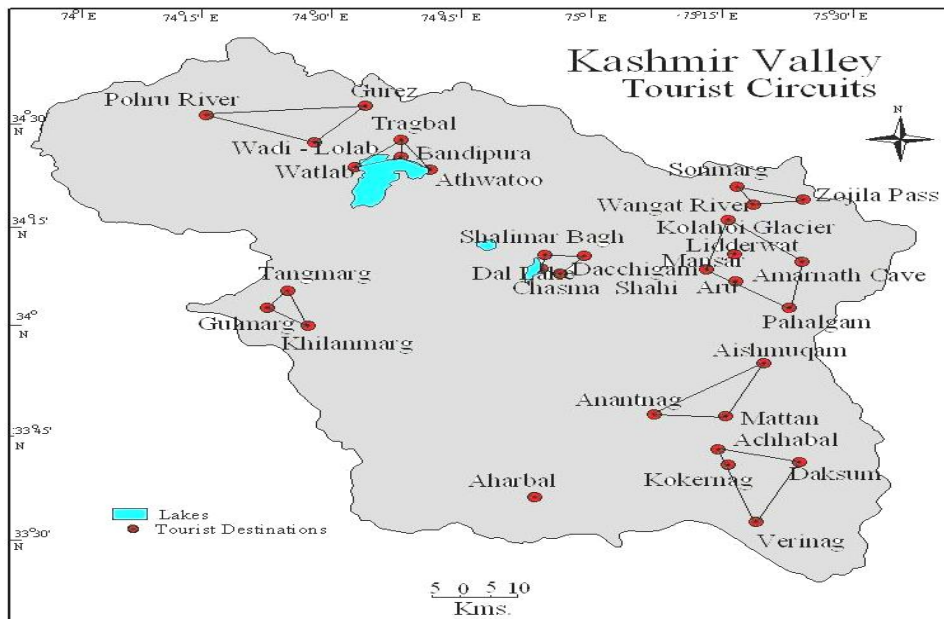 74° E
74°15' E
74°30' E
74°45' E
75° E
75°15' E
75°30' E
Kashmir Valley
Tourist Circuits
N
34°30' N
34°15' N
34° N
33°45' N
33°30' N
Pohru River
Gurez
Tragbal
Wadi - Lolab
Bandipura
Watlab
Athwatoo
Sonmarg
Zojila Pass
Wangat River
Kolahoi Glacier
Shalimar Bagh
Lidderwat
Mansar
Dal Lake
Dacchigam
Amarnath Cave
Chasma Shahi
Aru
Tangmarg
Gulmarg
Pahalgam
Khilanmarg
Aishmuqam
Anantnag
Mattan
Achhabal
Kokernag
Daksum
Aharbal
Verinag
Lakes
Tourist Destinations
5 0 5 10
Kms.